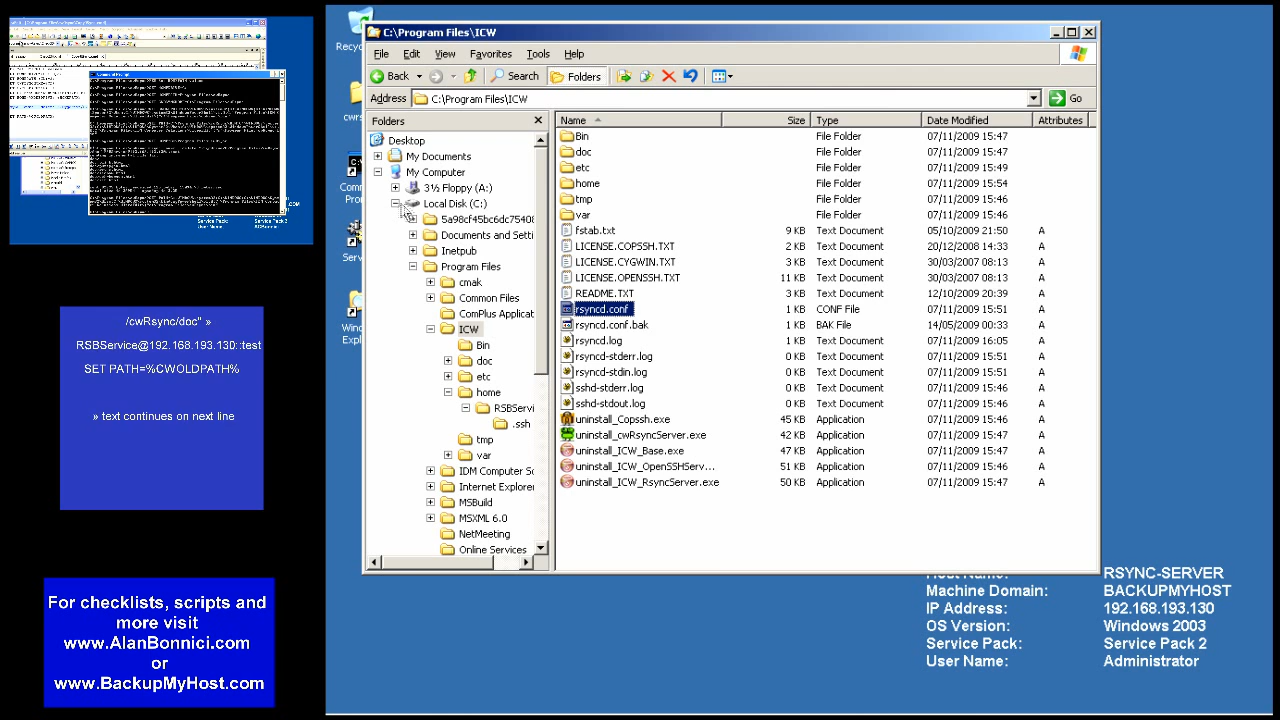 /cwRsync/doc" »
RSBService@192.168.193.130::test
SET PATH=%CWOLDPATH%
» text continues on next line
For checklists, scripts and
more visit
www.AlanBonnici.com
or
www.BackupMyHost.com
C:\Program Files\ICW
File Edit View Favorites Tools Help
Back Search Folders
Address C:\Program Files\ICW Go
Folders
Desktop
My Documents
My Computer
3½ Floppy (A:)
Local Disk (C:)
5a98cf45bc6dc75408
Documents and Setti
Inetpub
Program Files
cmak
Common Files
ComPlus Applicat
ICW
Bin
doc
etc
home
RSBServi
.ssh
tmp
var
IDM Computer So
Internet Explorer
MSBuild
MSXML 6.0
NetMeeting
Online Services
Name Size Type Date Modified Attributes
Bin File Folder 07/11/2009 15:47
doc File Folder 07/11/2009 15:47
etc File Folder 07/11/2009 15:49
home File Folder 07/11/2009 15:54
tmp File Folder 07/11/2009 15:47
var File Folder 07/11/2009 15:47
fstab.txt 9 KB Text Document 05/10/2009 21:50 A
LICENSE.COPSSH.TXT 2 KB Text Document 20/12/2008 14:33 A
LICENSE.CYGWIN.TXT 33 KB Text Document 30/03/2007 08:13 A
LICENSE.OPENSSH.TXT 11 KB Text Document 30/03/2007 08:13 A
README.TXT 3 KB Text Document 12/10/2009 20:39 A
rsyncd.conf 1 KB CONF File 07/11/2009 15:51 A
rsyncd.conf.bak 1 KB BAK File 14/05/2009 00:33 A
rsyncd.log 1 KB Text Document 07/11/2009 16:05 A
rsyncd-stderr.log 0 KB Text Document 07/11/2009 15:51 A
rsyncd-stdin.log 0 KB Text Document 07/11/2009 15:51 A
sshd-stderr.log 0 KB Text Document 07/11/2009 15:46 A
sshd-stdout.log 0 KB Text Document 07/11/2009 15:46 A
uninstall_Copssh.exe 45 KB Application 07/11/2009 15:46 A
uninstall_cwRsyncServer.exe 42 KB Application 07/11/2009 15:47 A
uninstall_ICW_Base.exe 47 KB Application 07/11/2009 15:47 A
uninstall_ICW_OpenSSHServ... 51 KB Application 07/11/2009 15:46 A
uninstall_ICW_RsyncServer.exe 50 KB Application 07/11/2009 15:47 A
Host Name: RSYNC-SERVER
Machine Domain: BACKUPMYHOST
IP Address: 192.168.193.130
OS Version: Windows 2003
Service Pack: Service Pack 2
User Name: Administrator